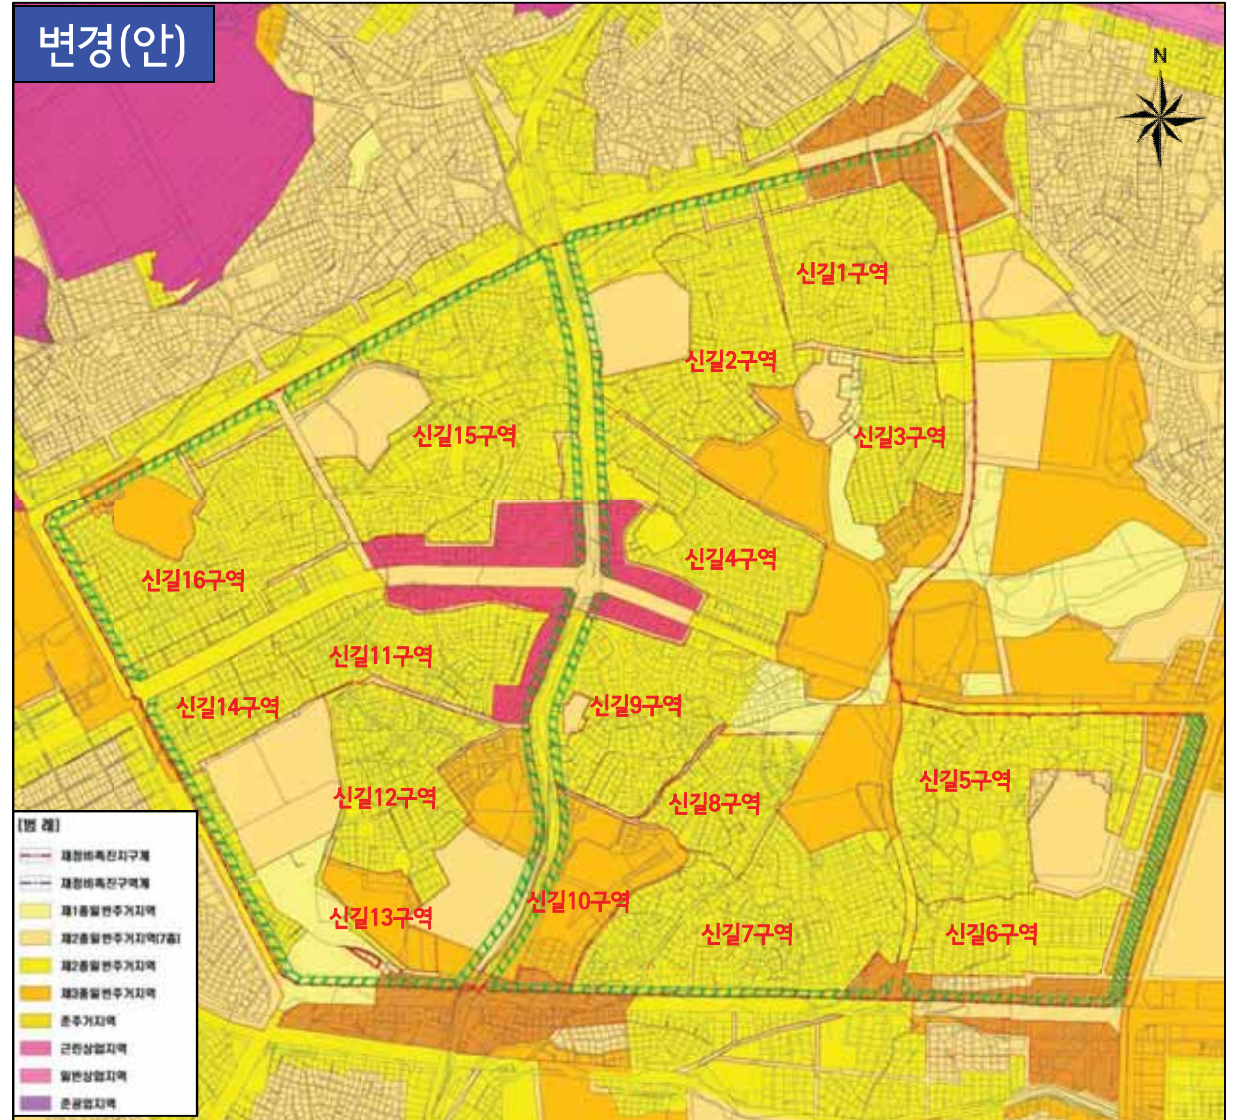 변경(안)
N
신길1구역
신길2구역
신길3구역
신길15구역
신길4구역
신길16구역
신길11구역
신길14구역
신길9구역
신길5구역
신길12구역
신길8구역
신길13구역
신길10구역
신길7구역
신길6구역
[범 례]
재정비촉진지구계
재정비촉진구역계
제1종일반주거지역
제2종일반주거지역(7층)
제2종일반주거지역
제3종일반주거지역
준주거지역
근린상업지역
일반상업지역
준공업지역